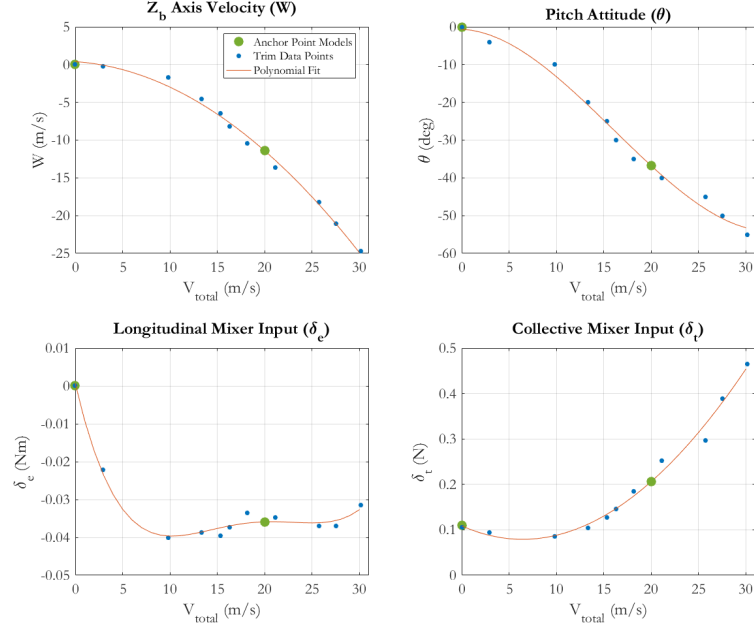 Z_b Axis Velocity (W)
5
0
-5
-10
-15
-20
-25
W (m/s)
0 5 10 15 20 25 30
V_total (m/s)
Anchor Point Models
Trim Data Points
Polynomial Fit
Pitch Attitude (θ)
0
-10
-20
-30
-40
-50
-60
θ (deg)
0 5 10 15 20 25 30
V_total (m/s)
Longitudinal Mixer Input (δ_e)
0.01
0
-0.01
-0.02
-0.03
-0.04
-0.05
δ_e (Nm)
0 5 10 15 20 25 30
V_total (m/s)
Collective Mixer Input (δ_t)
0.5
0.4
0.3
0.2
0.1
0
δ_t (N)
0 5 10 15 20 25 30
V_total (m/s)